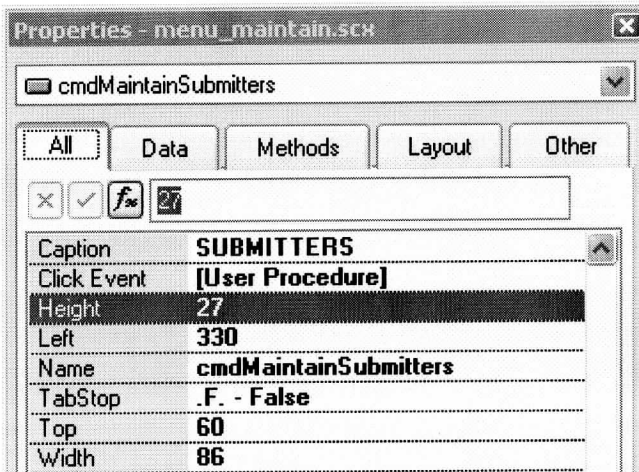 Properties - menu_maintain.scx
cmdMaintainSubmitters
All Data Methods Layout Other
27
Caption SUBMITTERS
Click Event [User Procedure]
Height 27
Left 330
Name cmdMaintainSubmitters
TabStop .F. - False
Top 60
Width 86